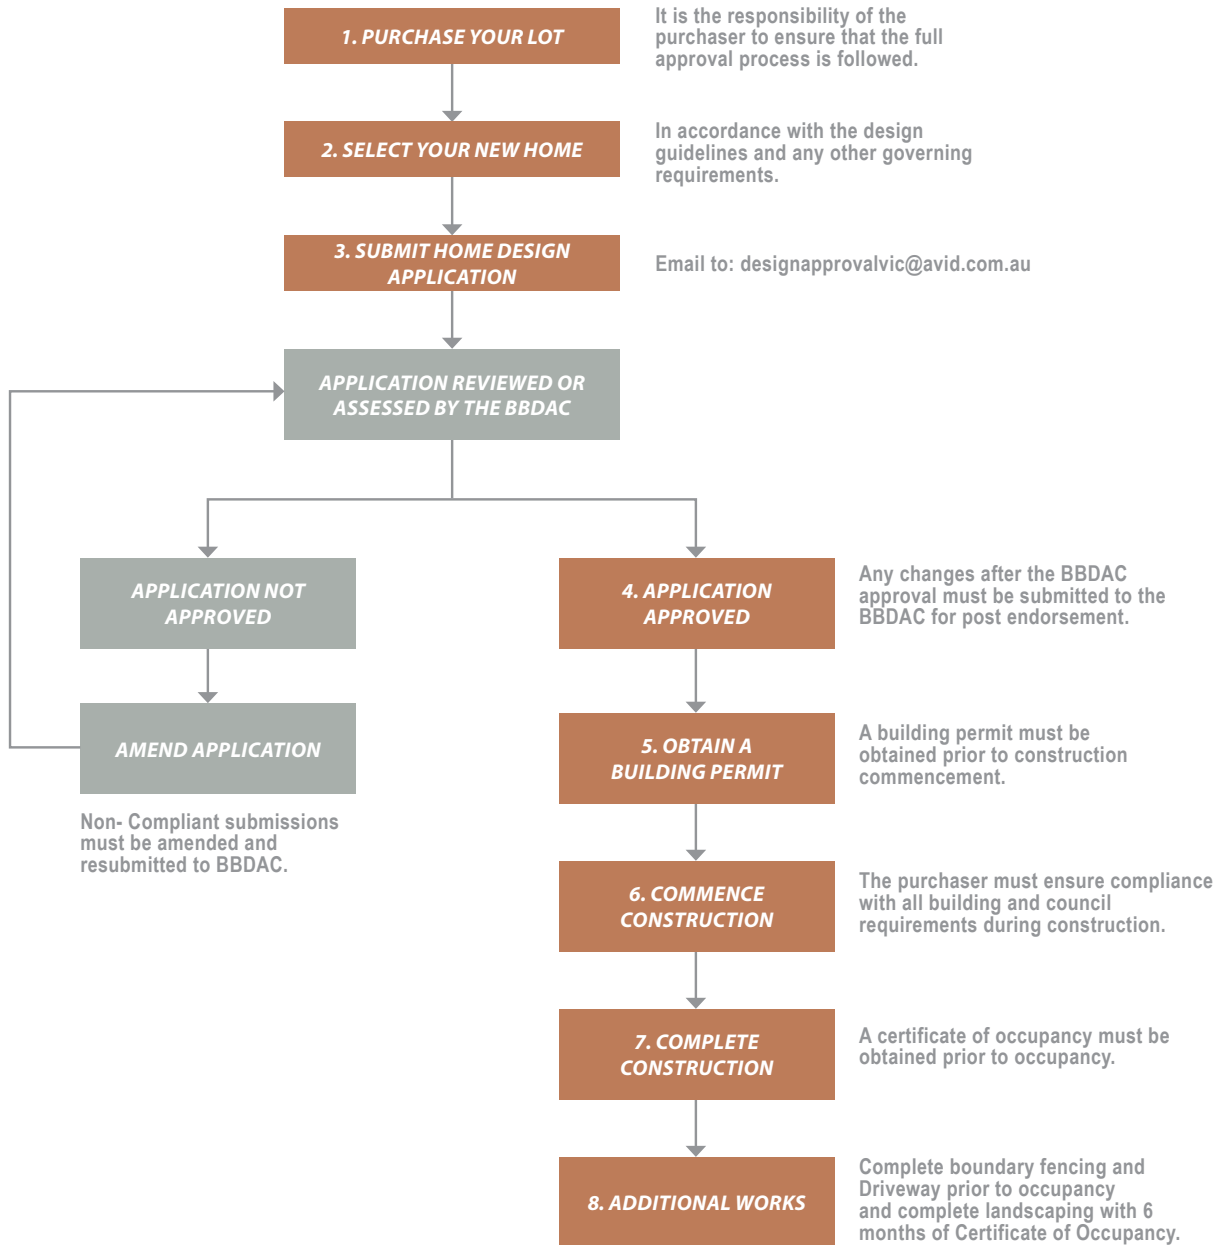 1. PURCHASE YOUR LOT
It is the responsibility of the
purchaser to ensure that the full
approval process is followed.
2. SELECT YOUR NEW HOME
In accordance with the design
guidelines and any other governing
requirements.
3. SUBMIT HOME DESIGN
APPLICATION
Email to: designapprovalvic@avid.com.au
APPLICATION REVIEWED OR
ASSESSED BY THE BBDAC
APPLICATION NOT
APPROVED
AMEND APPLICATION
Non- Compliant submissions
must be amended and
resubmitted to BBDAC.
4. APPLICATION
APPROVED
Any changes after the BBDAC
approval must be submitted to the
BBDAC for post endorsement.
5. OBTAIN A
BUILDING PERMIT
A building permit must be
obtained prior to construction
commencement.
6. COMMENCE
CONSTRUCTION
The purchaser must ensure compliance
with all building and council
requirements during construction.
7. COMPLETE
CONSTRUCTION
A certificate of occupancy must be
obtained prior to occupancy.
8. ADDITIONAL WORKS
Complete boundary fencing and
Driveway prior to occupancy
and complete landscaping with 6
months of Certificate of Occupancy.